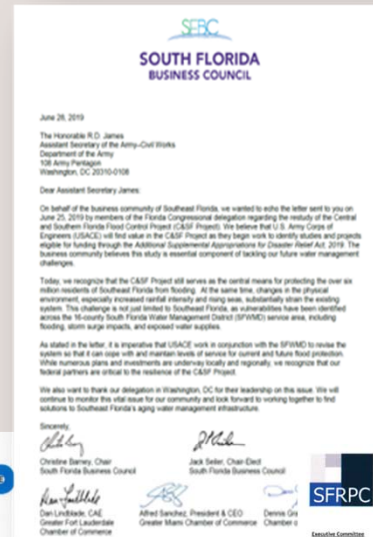 SFBC
SOUTH FLORIDA
BUSINESS COUNCIL
June 28, 2019
The Honorable R.D. James
Assistant Secretary of the Army–Civil Works
Department of the Army
108 Army Pentagon
Washington, DC 20310-0108
Dear Assistant Secretary James:
On behalf of the business community of Southeast Florida, we wanted to echo the letter sent to you on
June 25, 2019 by members of the Florida Congressional delegation regarding the restudy of the Central
and Southern Florida Flood Control Project (C&SF Project). We believe that U.S. Army Corps of
Engineers (USACE) will find value in the C&SF Project as they begin work to identify studies and projects
eligible for funding through the Additional Supplemental Appropriations for Disaster Relief Act, 2019. The
business community believes this study is essential component of tackling our future water management
challenges.
Today, we recognize that the C&SF Project still serves as the central means for protecting the over six
million residents of Southeast Florida from flooding. At the same time, changes in the physical
environment, especially increased rainfall intensity and rising seas, substantially strain the existing
system. This challenge is not just limited to Southeast Florida, as vulnerabilities have been identified
across the 16-county South Florida Water Management District (SFWMD) service area, including
flooding, storm surge impacts, and exposed water supplies.
As stated in the letter, it is imperative that USACE work in conjunction with the SFWMD to revise the
system so that it can cope with and maintain levels of service for current and future flood protection.
While numerous plans and investments are underway locally and regionally, we recognize that our
federal partners are critical to the resilience of the C&SF Project.
We also want to thank our delegation in Washington, DC for their leadership on this issue. We will
continue to monitor this vital issue for our community and look forward to working together to find
solutions to Southeast Florida's aging water management infrastructure.
Sincerely,
Christine Barney, Chair
South Florida Business Council
Jack Seiler, Chair-Elect
South Florida Business Council
Dan Lindblade, CAE
Greater Fort Lauderdale
Chamber of Commerce
Alfred Sanchez, President & CEO
Greater Miami Chamber of Commerce
Dennis Gra
Chamber o
SFRPC
Executive Committee